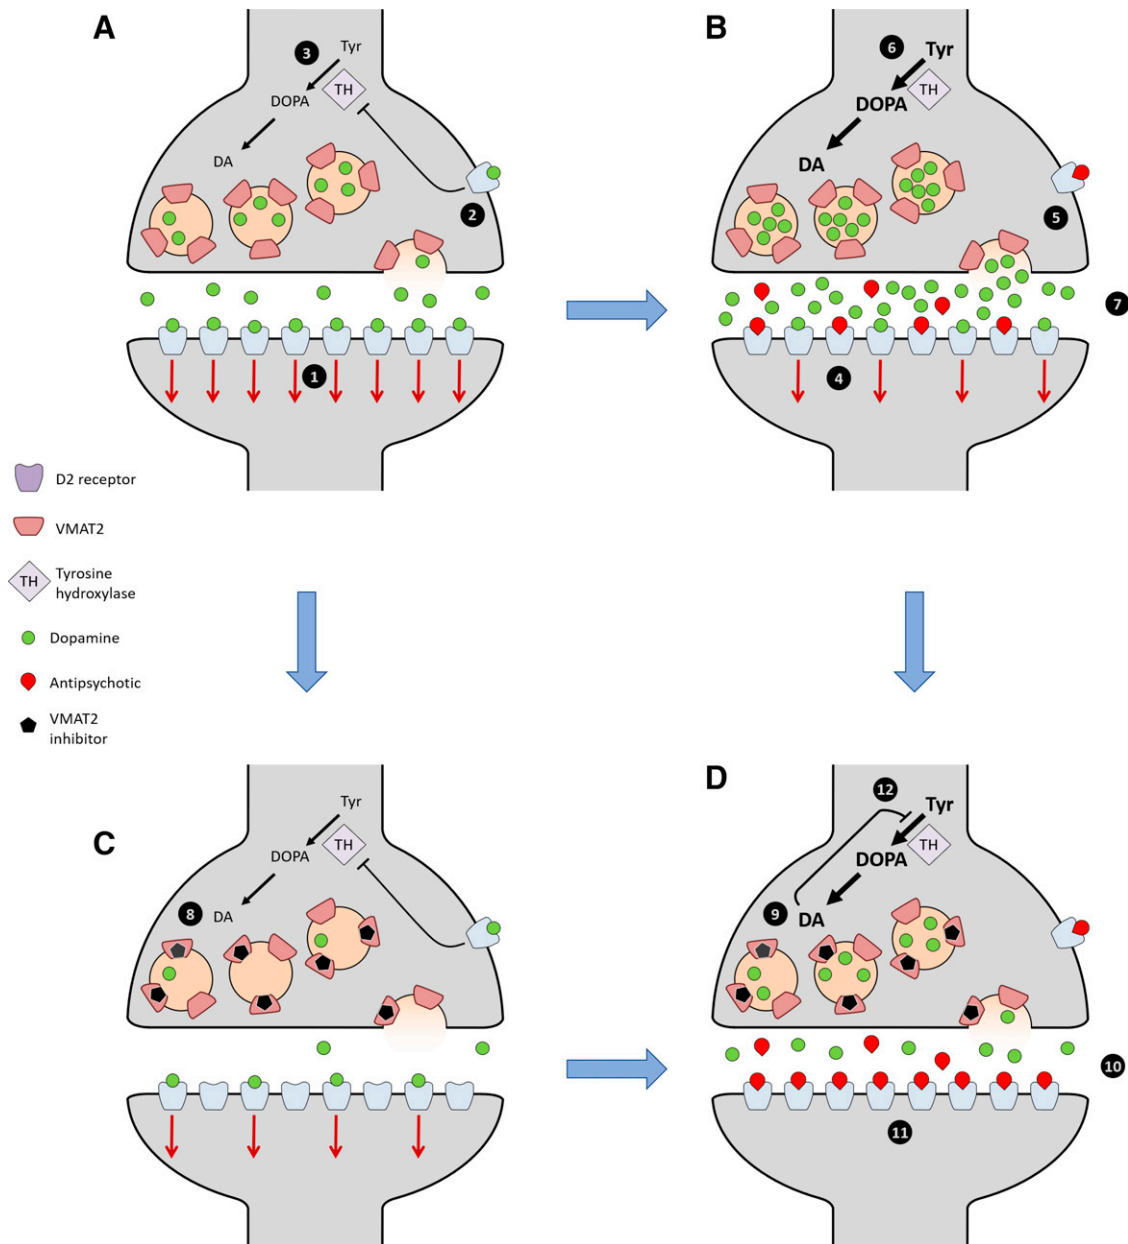 A
3
Tyr
TH
DOPA
DA
2
1
B
6
Tyr
TH
DOPA
DA
5
7
4
D2 receptor
VMAT2
TH
Tyrosine
hydroxylase
Dopamine
Antipsychotic
VMAT2
inhibitor
C
Tyr
TH
DOPA
8
DA
D
12
Tyr
TH
DOPA
9
DA
10
11